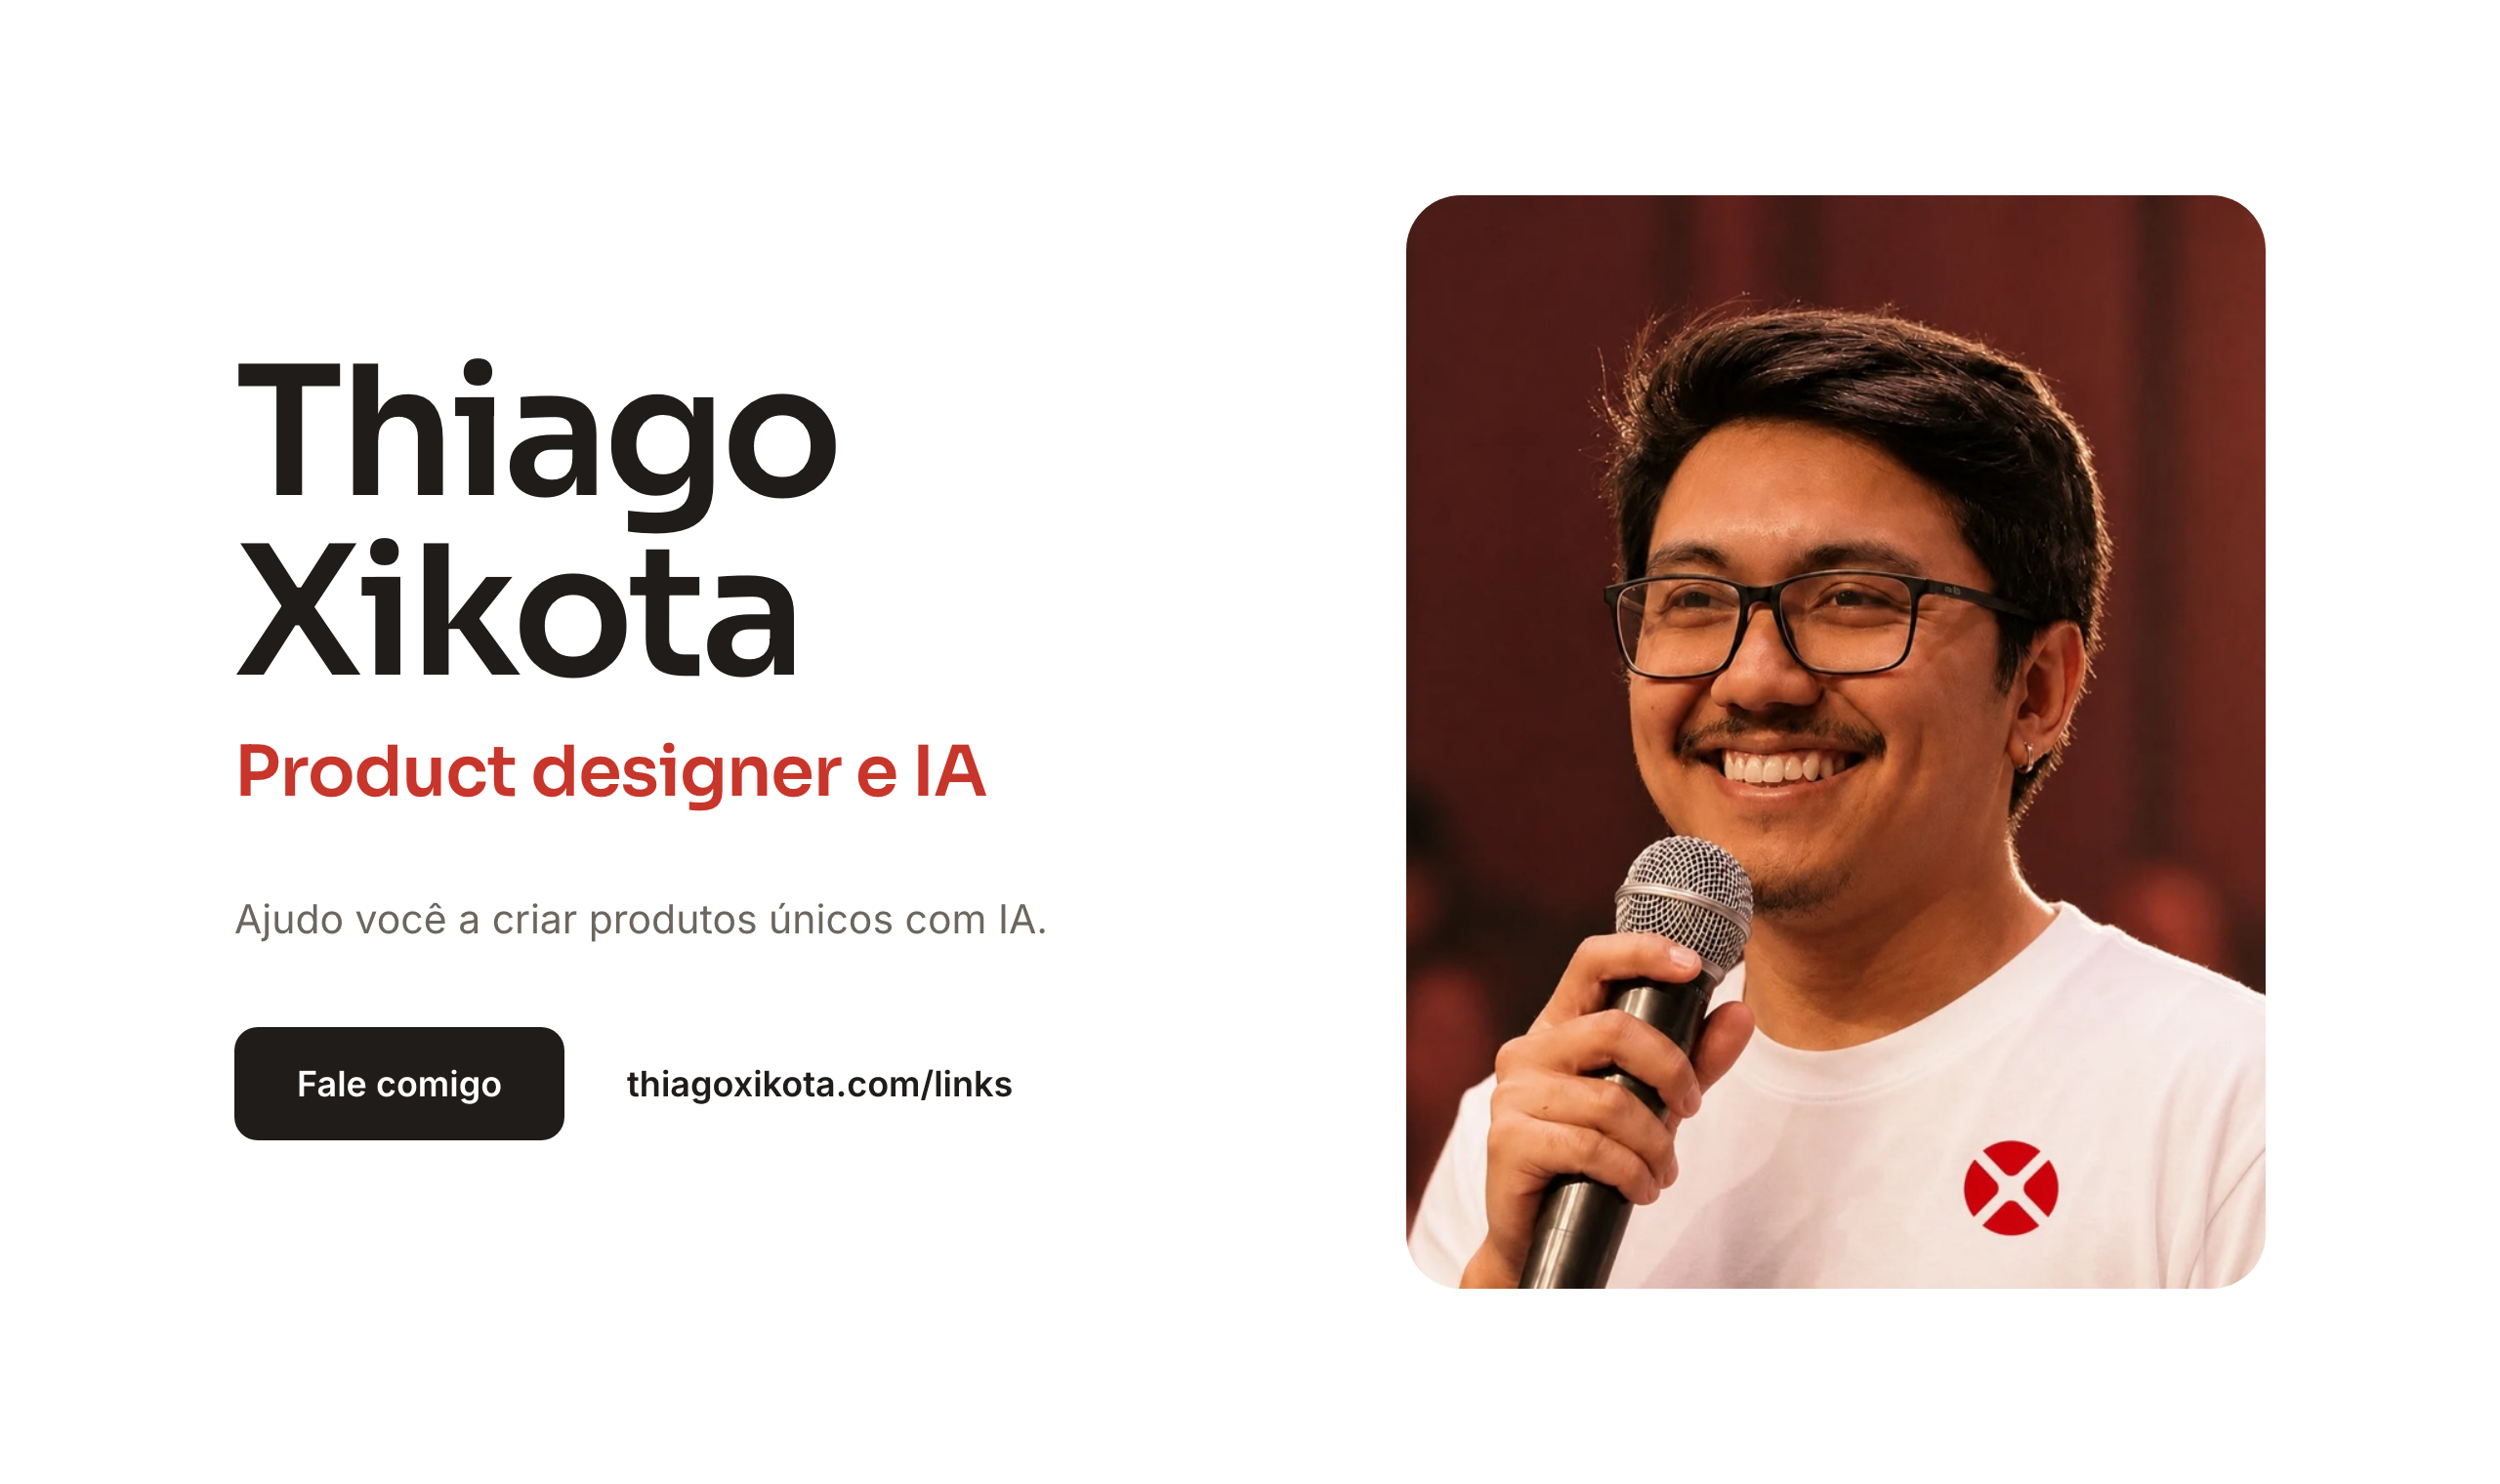 Thiago
Xikota
Product designer e IA
Ajudo você a criar produtos únicos com IA.
Fale comigo
thiagoxikota.com/links